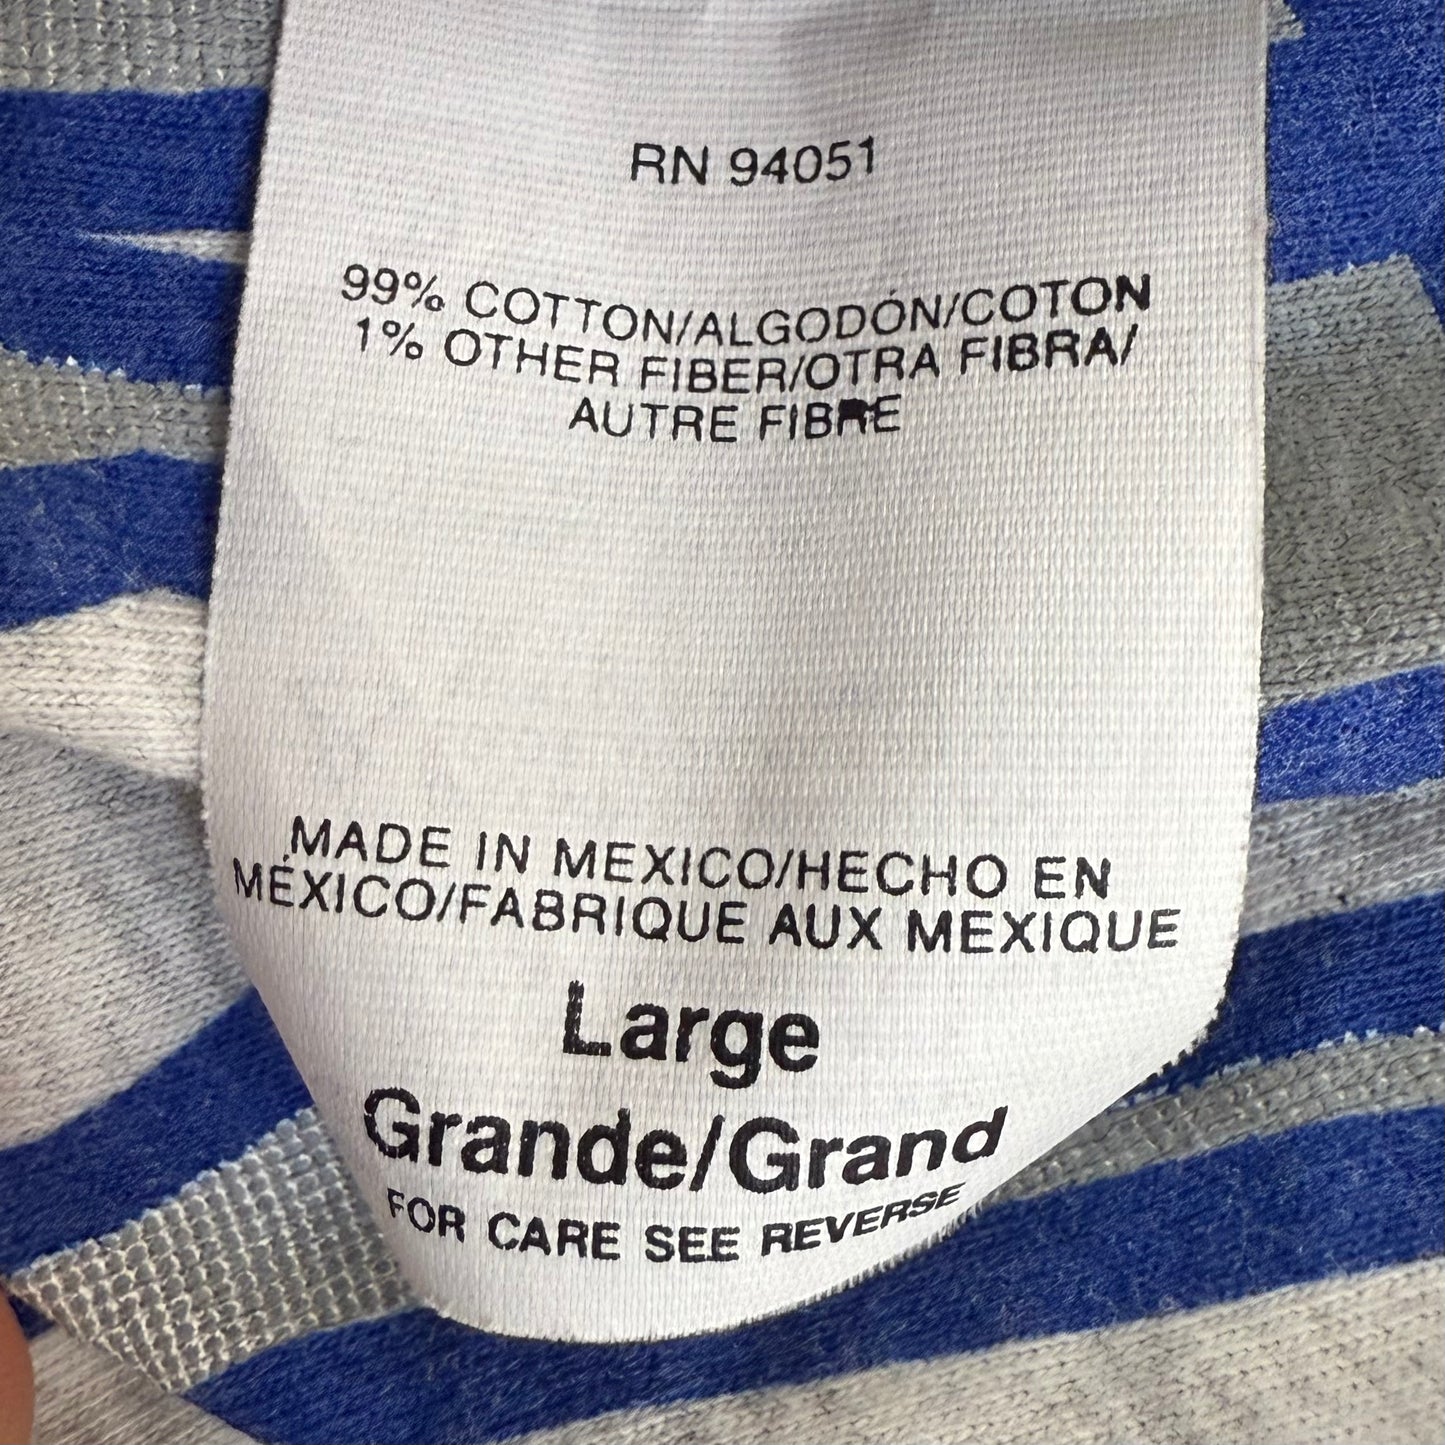 RN 94051
99% COTTON/ALGODÓN/COTON
1% OTHER FIBER/OTRA FIBRA/
AUTRE FIBRE
MADE IN MEXICO/HECHO EN
MÉXICO/FABRIQUE AUX MEXIQUE
Large
Grande/Grand
FOR CARE SEE REVERSE